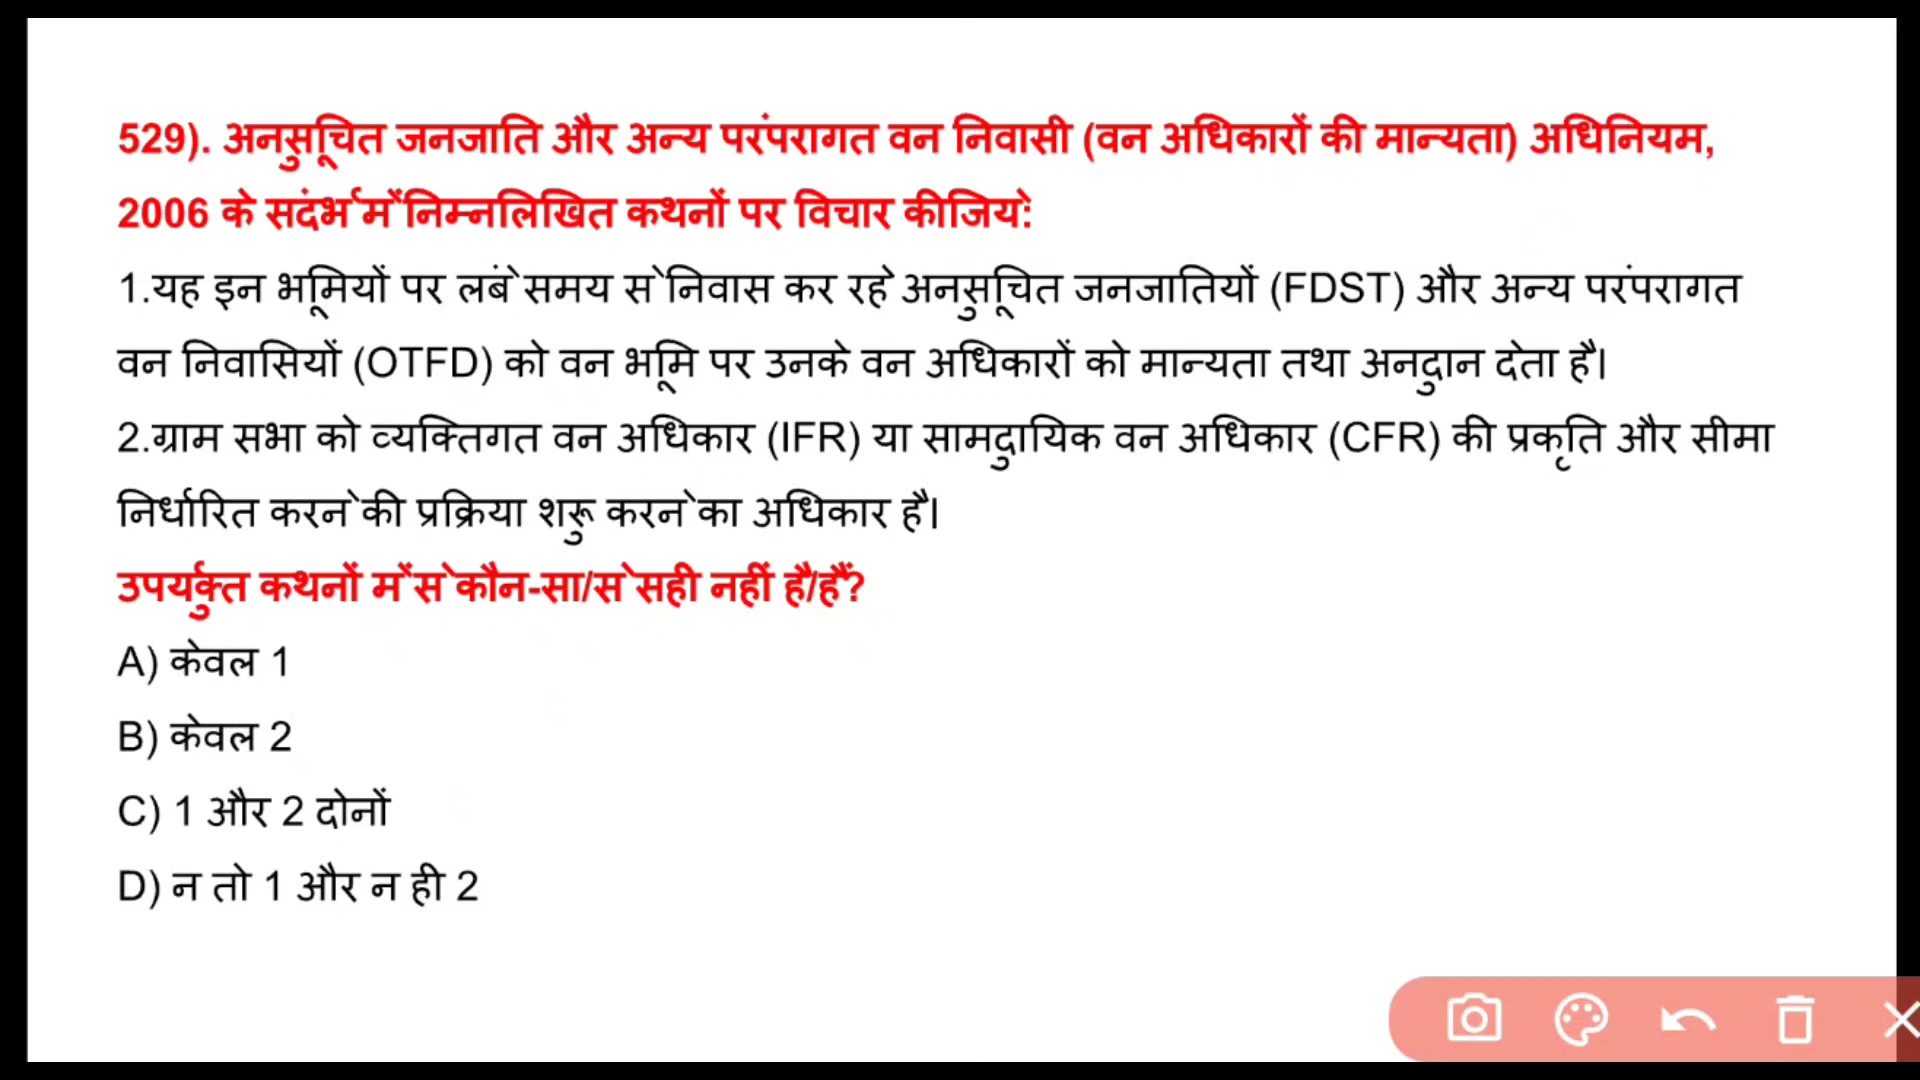 529). अनुसूचित जनजाति और अन्य परंपरागत वन निवासी (वन अधिकारों की मान्यता) अधिनियम,
2006 के संदर्भ में निम्नलिखित कथनों पर विचार कीजिये:
1.यह इन भूमियों पर लंबे समय से निवास कर रहे अनुसूचित जनजातियों (FDST) और अन्य परंपरागत
वन निवासियों (OTFD) को वन भूमि पर उनके वन अधिकारों को मान्यता तथा अनुदान देता है।
2.ग्राम सभा को व्यक्तिगत वन अधिकार (IFR) या सामुदायिक वन अधिकार (CFR) की प्रकृति और सीमा
निर्धारित करने की प्रक्रिया शुरू करने का अधिकार है।
उपर्युक्त कथनों में से कौन-सा/से सही नहीं है/हैं?
A) केवल 1
B) केवल 2
C) 1 और 2 दोनों
D) न तो 1 और न ही 2